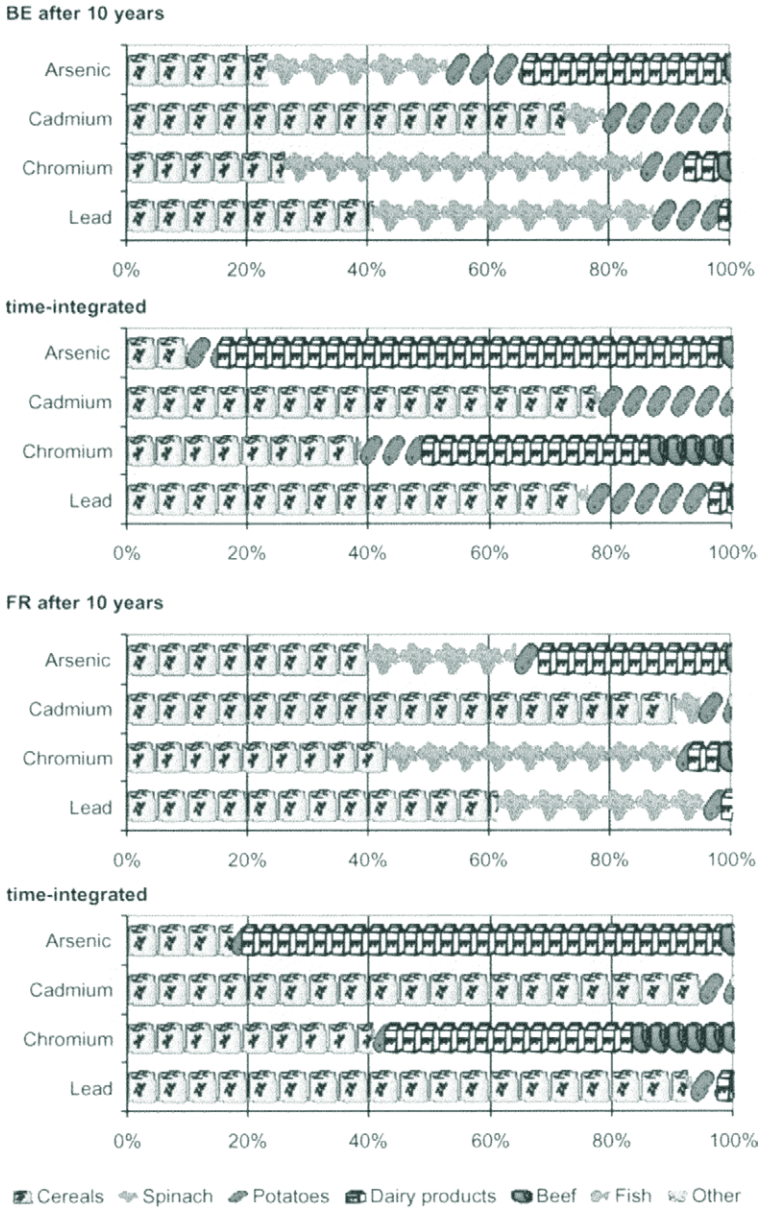 BE after 10 years
Arsenic
Cadmium
Chromium
Lead
0% 20% 40% 60% 80% 100%
time-integrated
Arsenic
Cadmium
Chromium
Lead
0% 20% 40% 60% 80% 100%
FR after 10 years
Arsenic
Cadmium
Chromium
Lead
0% 20% 40% 60% 80% 100%
time-integrated
Arsenic
Cadmium
Chromium
Lead
0% 20% 40% 60% 80% 100%
Cereals Spinach Potatoes Dairy products Beef Fish Other